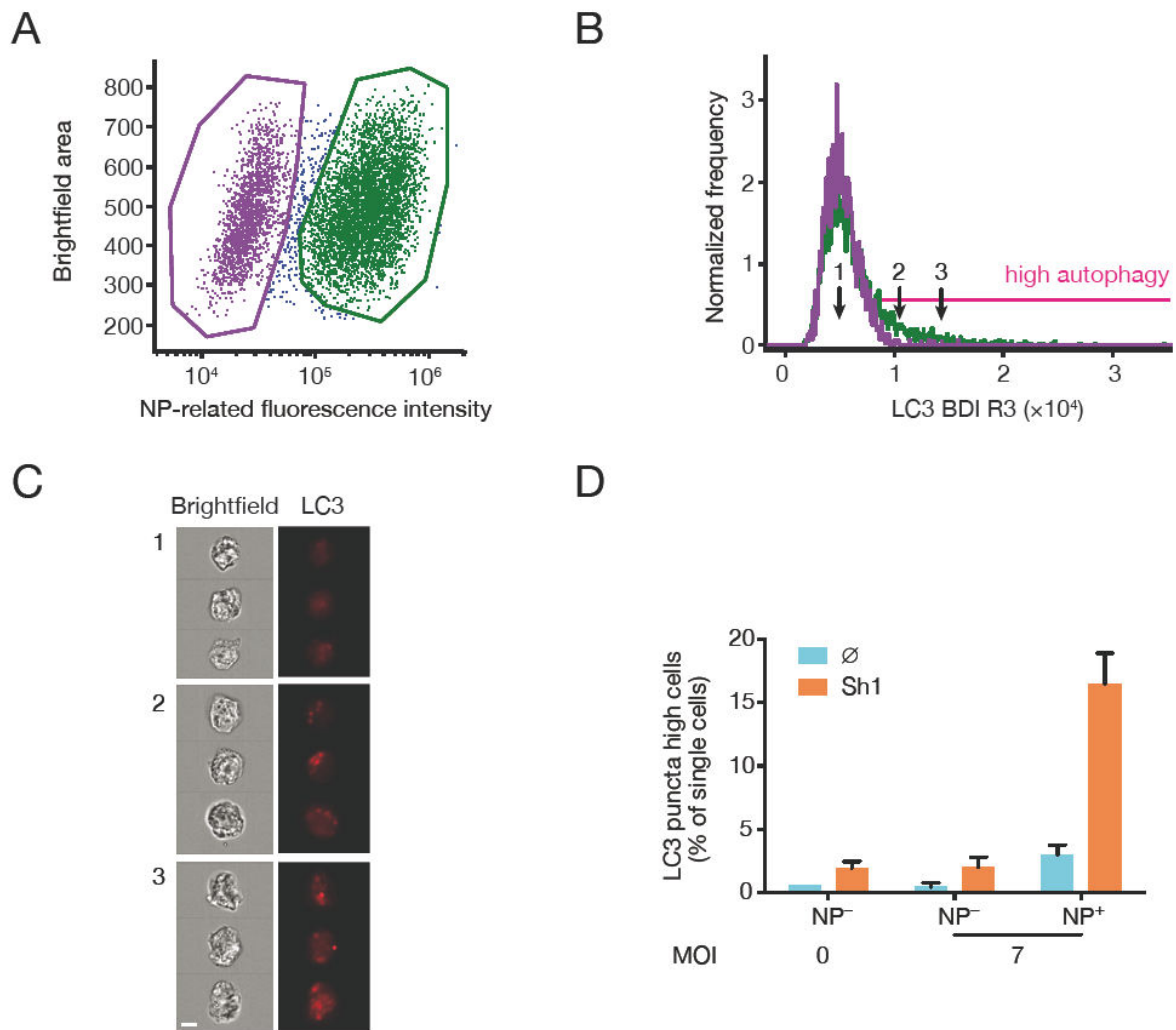 A
Brightfield area
800
700
600
500
400
300
200
10⁴
10⁵
10⁶
NP-related fluorescence intensity
B
Normalized frequency
3
2
1
0
1
2
3
high autophagy
0
1
2
3
LC3 BDI R3 (×10⁴)
C
Brightfield
LC3
1
2
3
D
LC3 puncta high cells
(% of single cells)
20
15
10
5
0
Ø
Sh1
NP⁻
NP⁻
NP⁺
MOI
0
7